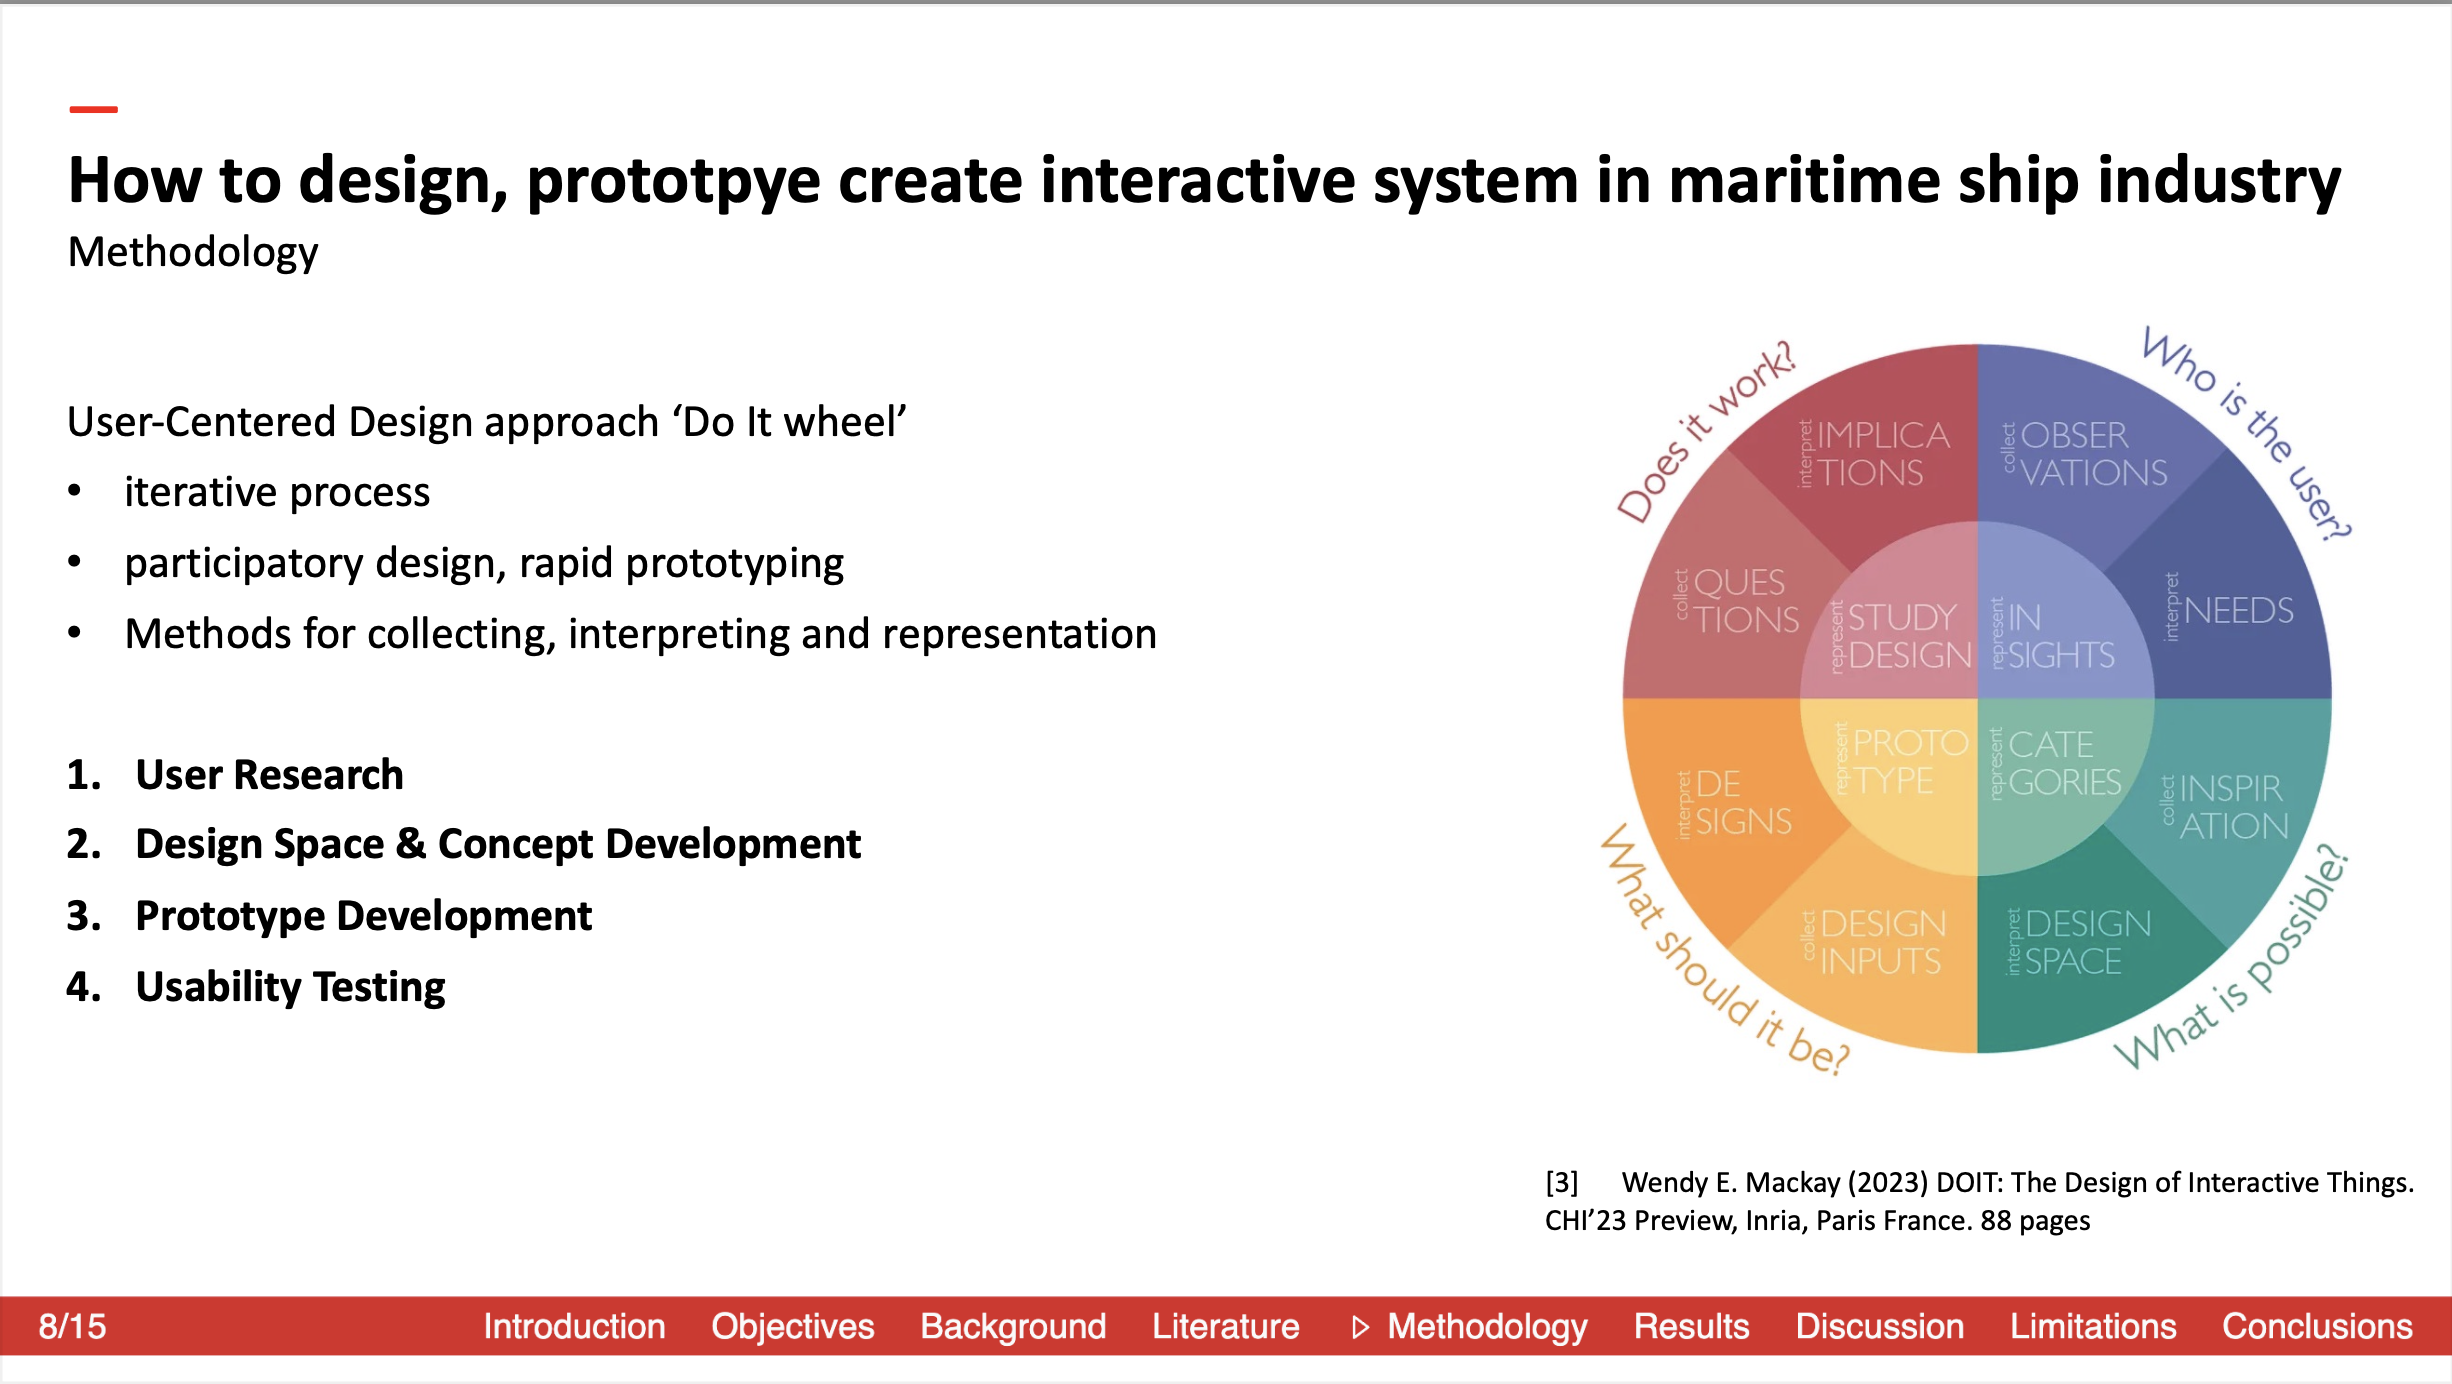 How to design, prototpye create interactive system in maritime ship industry
Methodology
User-Centered Design approach ‘Do It wheel’
• iterative process
• participatory design, rapid prototyping
• Methods for collecting, interpreting and representation
1. User Research
2. Design Space & Concept Development
3. Prototype Development
4. Usability Testing
Does it work?
Who is the user?
interpret
IMPLICA
TIONS
collect
OBSER
VATIONS
collect
QUES
TIONS
represent
STUDY
DESIGN
represent
IN
SIGHTS
interpret
NEEDS
interpret
DE
SIGNS
represent
PROTO
TYPE
represent
CATE
GORIES
collect
INSPIR
ATION
collect
DESIGN
INPUTS
interpret
DESIGN
SPACE
What should it be?
What is possible?
[3] Wendy E. Mackay (2023) DOIT: The Design of Interactive Things.
CHI’23 Preview, Inria, Paris France. 88 pages
8/15 Introduction Objectives Background Literature ▷ Methodology Results Discussion Limitations Conclusions